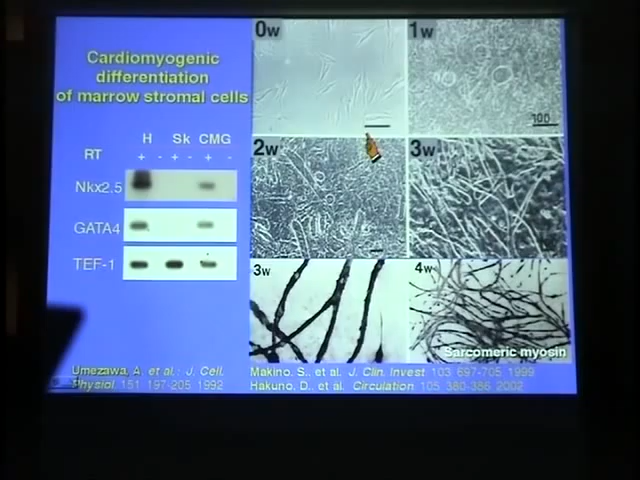 Cardiomyogenic
differentiation
of marrow stromal cells
H Sk CMG
RT + - + - + -
Nkx2.5
GATA4
TEF-1
0w
1w
100
2w
3w
3w
4w
Sarcomeric myosin
Umezawa, A. et al.: J. Cell.
Physiol. 151 197-205 1992
Makino, S., et al. J. Clin. Invest. 103 697-705 1999
Hakuno, D., et al. Circulation 105 380-386 2002